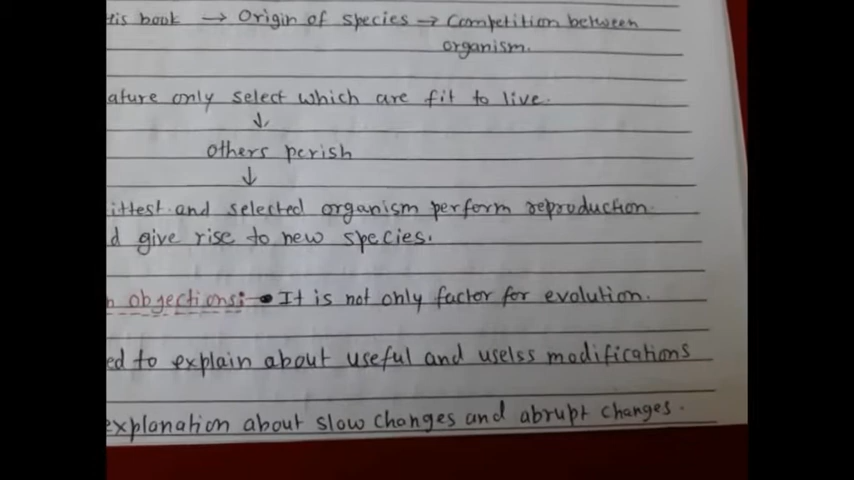 his book → Origin of species → Competition between
organism.
ature only select which are fit to live.
↓
others perish
↓
ittest and selected organism perform reproduction
d give rise to new species.
n objections:- • It is not only factor for evolution.
ed to explain about useful and uselss modifications
explanation about slow changes and abrupt changes.